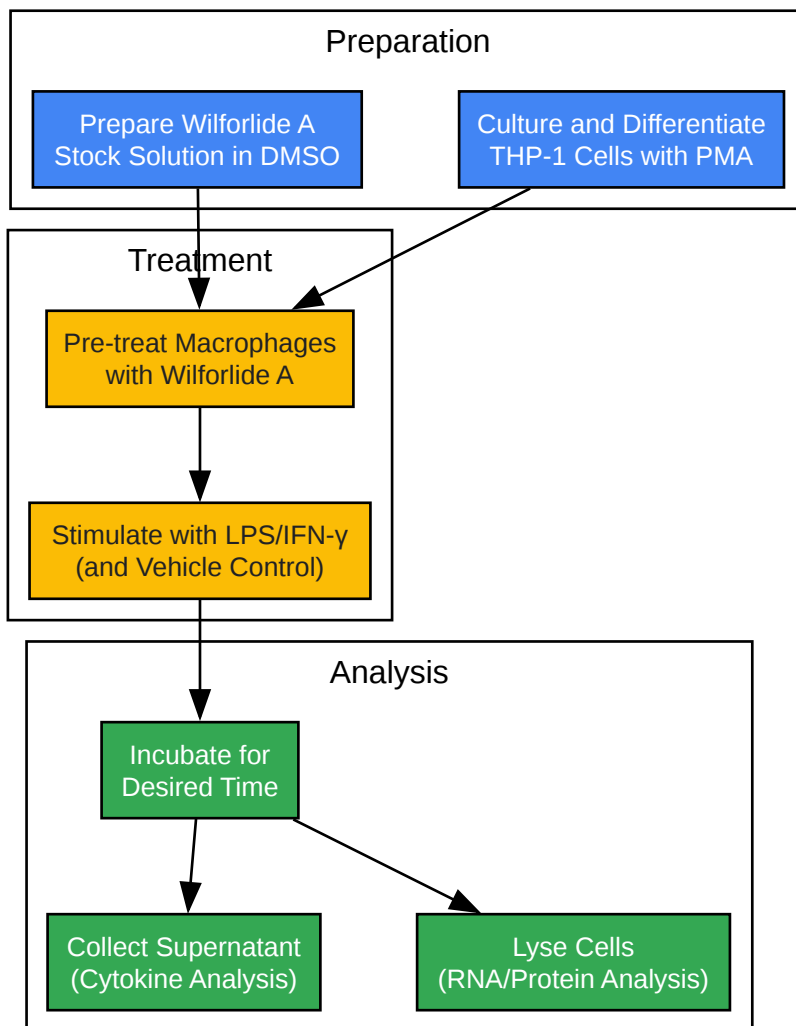 Preparation
Prepare Wilforlide A
Stock Solution in DMSO
Culture and Differentiate
THP-1 Cells with PMA
Treatment
Pre-treat Macrophages
with Wilforlide A
Stimulate with LPS/IFN-γ
(and Vehicle Control)
Analysis
Incubate for
Desired Time
Collect Supernatant
(Cytokine Analysis)
Lyse Cells
(RNA/Protein Analysis)